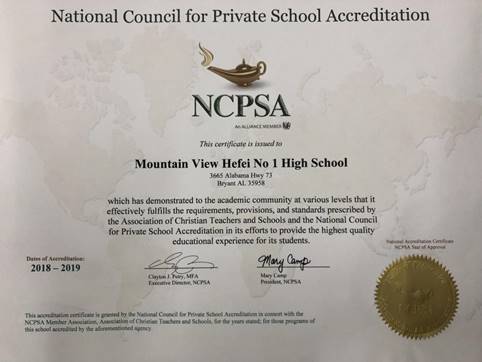 National Council for Private School Accreditation
NCPSA
An ALLIANCE MEMBER
This certificate is issued to
Mountain View Hefei No 1 High School
3665 Alabama Hwy 73
Bryant AL 35958
which has demonstrated to the academic community at various levels that it
effectively fulfills the requirements, provisions, and standards prescribed by
the Association of Christian Teachers and Schools and the National Council
for Private School Accreditation in its efforts to provide the highest quality
educational experience for its students.
National Accreditation Certificate
NCPSA Seal of Approval
Dates of Accreditation:
2018 – 2019
Mary Camp
Clayton J. Petry, MFA
Executive Director, NCPSA
Mary Camp
President, NCPSA
NCPSA
This accreditation certificate is granted by the National Council for Private School Accreditation in context with the
NCPSA Member Association, Association of Christian Teachers and Schools, for the years stated; for those programs of
this school accredited by the aforementioned agency.